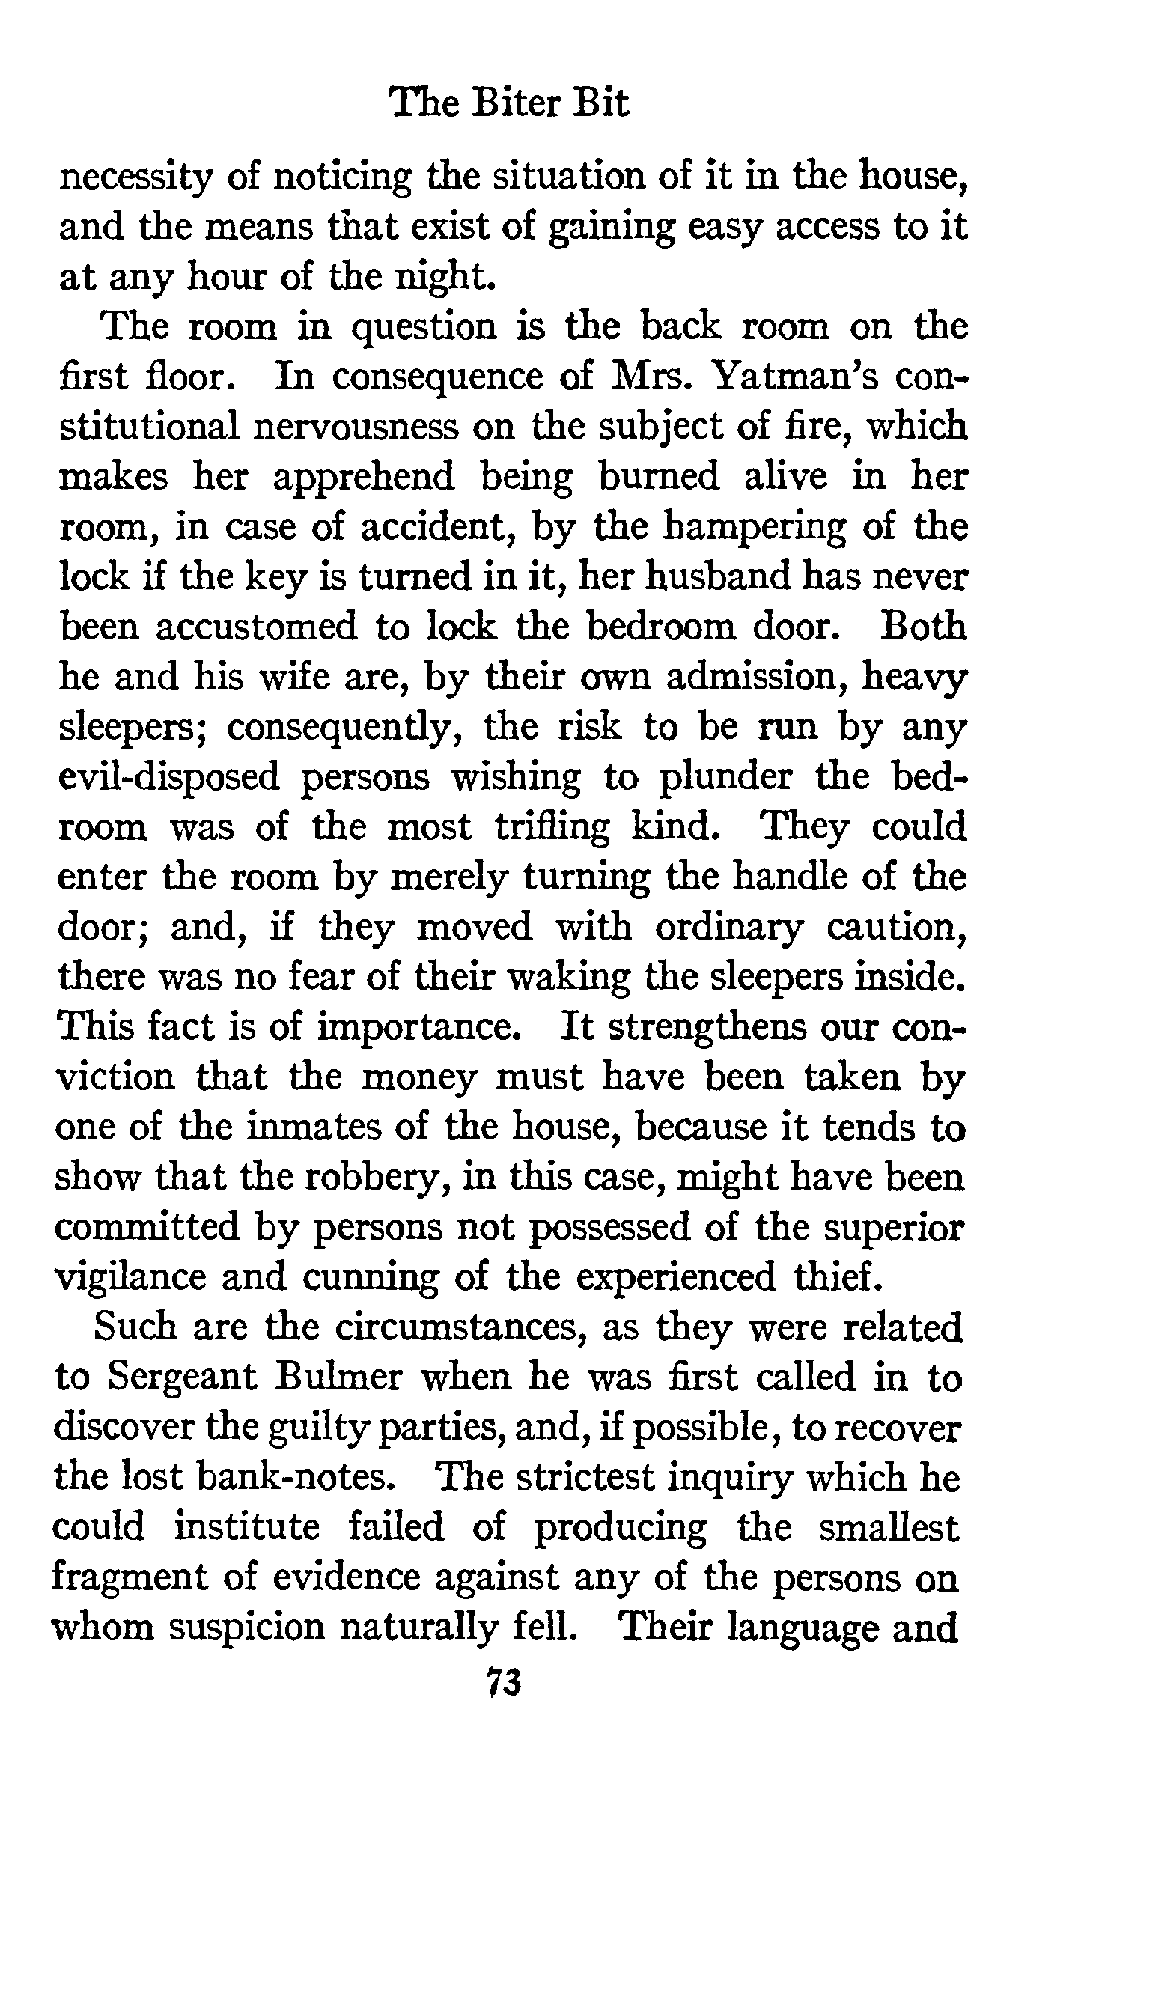 The Biter Bit
necessity of noticing the situation of it in the house,
and the means that exist of gaining easy access to it
at any hour of the night.
The room in question is the back room on the
first floor. In consequence of Mrs. Yatman's con-
stitutional nervousness on the subject of fire, which
makes her apprehend being burned alive in her
room, in case of accident, by the hampering of the
lock if the key is turned in it, her husband has never
been accustomed to lock the bedroom door. Both
he and his wife are, by their own admission, heavy
sleepers; consequently, the risk to be run by any
evil-disposed persons wishing to plunder the bed-
room was of the most trifling kind. They could
enter the room by merely turning the handle of the
door; and, if they moved with ordinary caution,
there was no fear of their waking the sleepers inside.
This fact is of importance. It strengthens our con-
viction that the money must have been taken by
one of the inmates of the house, because it tends to
show that the robbery, in this case, might have been
committed by persons not possessed of the superior
vigilance and cunning of the experienced thief.
Such are the circumstances, as they were related
to Sergeant Bulmer when he was first called in to
discover the guilty parties, and, if possible, to recover
the lost bank-notes. The strictest inquiry which he
could institute failed of producing the smallest
fragment of evidence against any of the persons on
whom suspicion naturally fell. Their language and
73